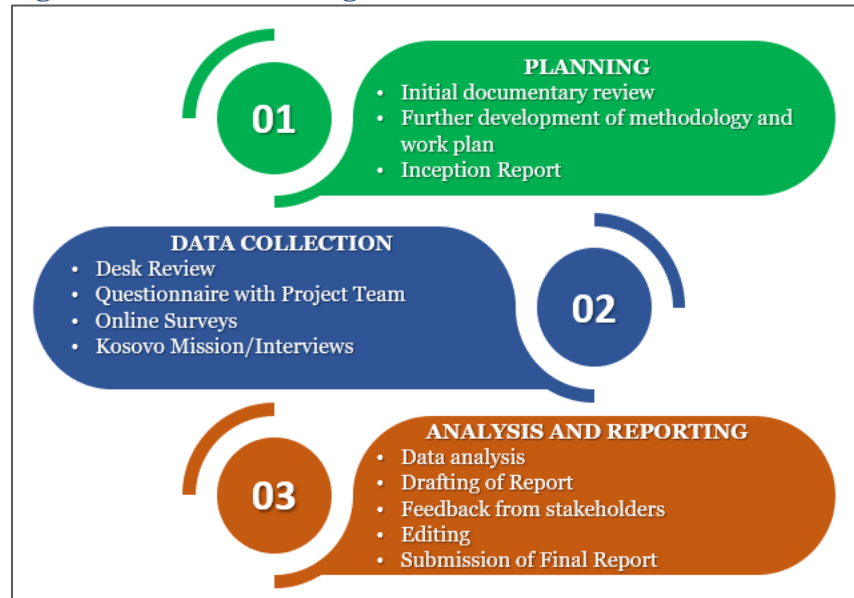 01
PLANNING
• Initial documentary review
• Further development of methodology and
work plan
• Inception Report
DATA COLLECTION
• Desk Review
• Questionnaire with Project Team
• Online Surveys
• Kosovo Mission/Interviews
02
03
ANALYSIS AND REPORTING
• Data analysis
• Drafting of Report
• Feedback from stakeholders
• Editing
• Submission of Final Report